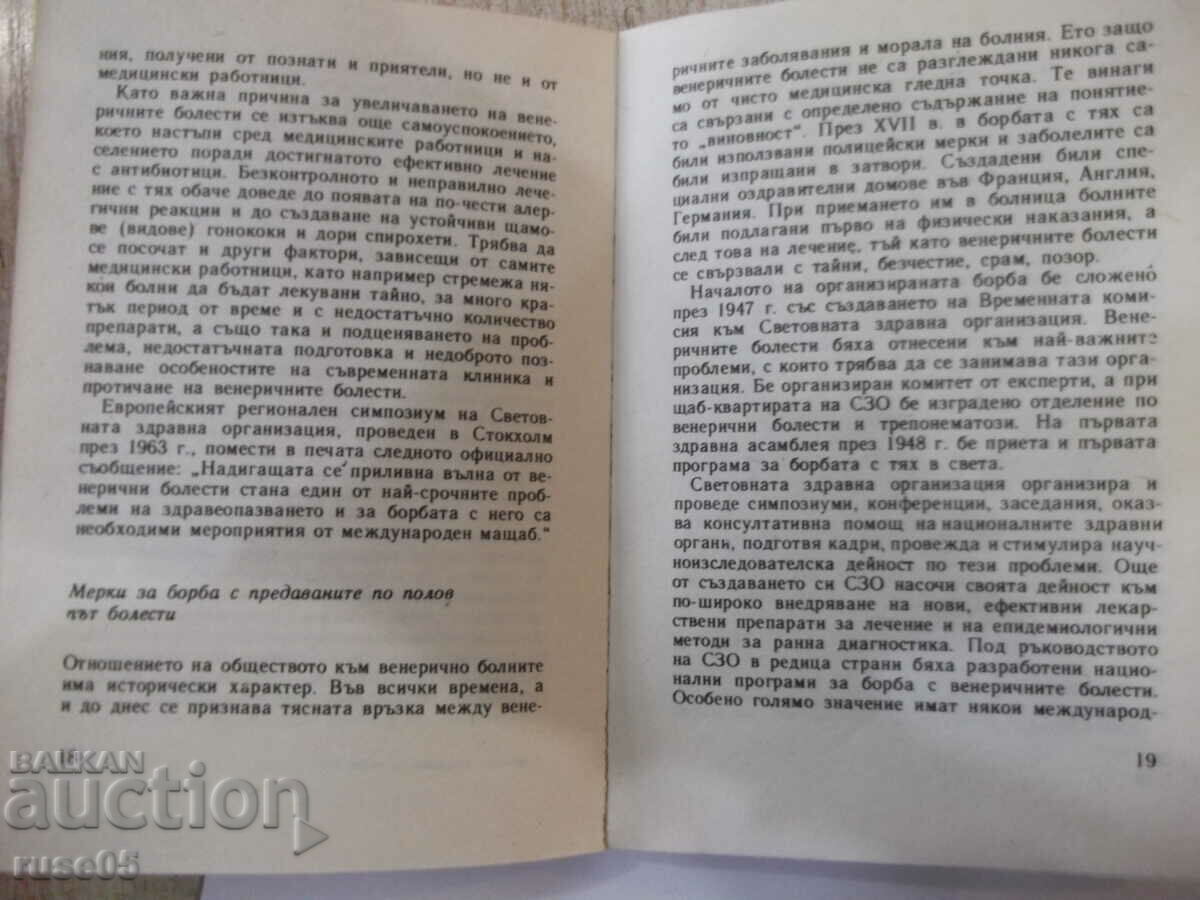 ния, получени от познати и приятели, но не и от
медицински работници.
Като важна причина за увеличаването на вене-
ричните болести се изтъква още самоуспокоението,
което настъпи сред медицинските работници и на-
селението поради достигнатото ефективно лечение
с антибиотици. Безконтролното и неправилно лече-
ние с тях обаче доведе до появата на по-чести алер-
гични реакции и до създаване на устойчиви щамо-
ве (видове) гонококи и дори спирохети. Трябва да
се посочат и други фактори, зависещи от самите
медицински работници, като например стремежа ня-
кои болни да бъдат лекувани тайно, за много кра-
тък период от време и с недостатъчно количество
препарати, а също така и подценяването на проб-
лема, недостатъчната подготовка и недоброто поз-
наване особеностите на съвременната клиника и
протичане на венеричните болести.
Европейският регионален симпозиум на Светов-
ната здравна организация, проведен в Стокхолм
през 1963 г., помести в печата следното официално
съобщение: „Надигащата се приливна вълна от ве-
нерични болести стана един от най-срочните проб-
леми на здравеопазването и за борбата с него са
необходими мероприятия от международен мащаб.“
Мерки за борба с предаваните по полов
път болести
Отношението на обществото към венерично болните
има исторически характер. Във всички времена, а
и до днес се признава тясната връзка между вене-
18
ричните заболявания и морала на болния. Ето защо
венеричните болести не са разглеждани никога са-
мо от чисто медицинска гледна точка. Те винаги
са свързани с определено съдържание на понятие-
то „виновност“. През XVII в. в борбата с тях са
били използвани полицейски мерки и заболелите са
били изпращани в затвори. Създадени били спе-
циални оздравителни домове във Франция, Англия,
Германия. При приемането им в болница болните
били подлагани първо на физически наказания, а
след това на лечение, тъй като венеричните болести
се свързвали с тайни, безчестие, срам, позор.
Началото на организираната борба бе сложено
през 1947 г. със създаването на Временната коми-
сия към Световната здравна организация. Вене-
ричните болести бяха отнесени към най-важните
проблеми, с които трябва да се занимава тази орга-
низация. Бе организиран комитет от експерти, а при
щаб-квартирата на СЗО бе изградено отделение по
венерични болести и трепонематози. На първата
здравна асамблея през 1948 г. бе приета и първата
програма за борбата с тях в света.
Световната здравна организация организира и
проведе симпозиуми, конференции, заседания, оказ-
ва консултативна помощ на националните здравни
органи, подготвя кадри, провежда и стимулира науч-
ноизследователска дейност по тези проблеми. Още
от създаването си СЗО насочи своята дейност към
по-широко внедряване на нови, ефективни лекар-
ствени препарати за лечение и на епидемиологични
методи за ранна диагностика. Под ръководството
на СЗО в редица страни бяха разработени нацио-
нални програми за борба с венеричните болести.
Особено голямо значение имат някои международ-
19
BALKAN
auction
ruse05